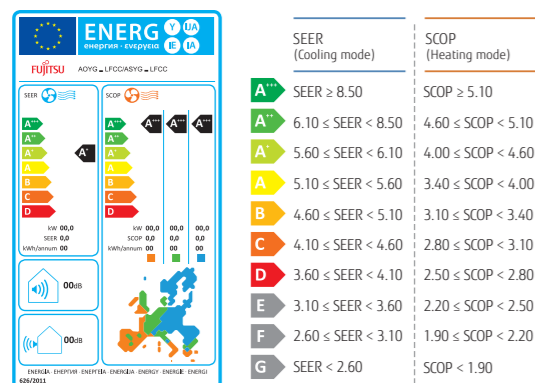 ENERG Y IJA
енергия · ενεργεια IE IA
FUJITSU AOYG_LFCC/ASYG_LFCC
SEER SCOP
A+++ A+++ A+++ A+++ A+++
A++ A++
A+ A+ A+
A A
B B
C C
D D
kW 00,0 kW 00,0 00,0 00,0
SEER 0,0 SCOP 0,0 0,0 0,0
kWh/annum 00 kWh/annum 00 00 00
00dB
00dB
ENERGIA · ЕНЕРГИЯ · ΕΝΕΡΓΕΙΑ · ENERGIJA · ENERGY · ENERGIE · ENERGI
626/2011
SEER SCOP
(Cooling mode) (Heating mode)
A+++ SEER ≥ 8.50 SCOP ≥ 5.10
A++ 6.10 ≤ SEER < 8.50 4.60 ≤ SCOP < 5.10
A+ 5.60 ≤ SEER < 6.10 4.00 ≤ SCOP < 4.60
A 5.10 ≤ SEER < 5.60 3.40 ≤ SCOP < 4.00
B 4.60 ≤ SEER < 5.10 3.10 ≤ SCOP < 3.40
C 4.10 ≤ SEER < 4.60 2.80 ≤ SCOP < 3.10
D 3.60 ≤ SEER < 4.10 2.50 ≤ SCOP < 2.80
E 3.10 ≤ SEER < 3.60 2.20 ≤ SCOP < 2.50
F 2.60 ≤ SEER < 3.10 1.90 ≤ SCOP < 2.20
G SEER < 2.60 SCOP < 1.90